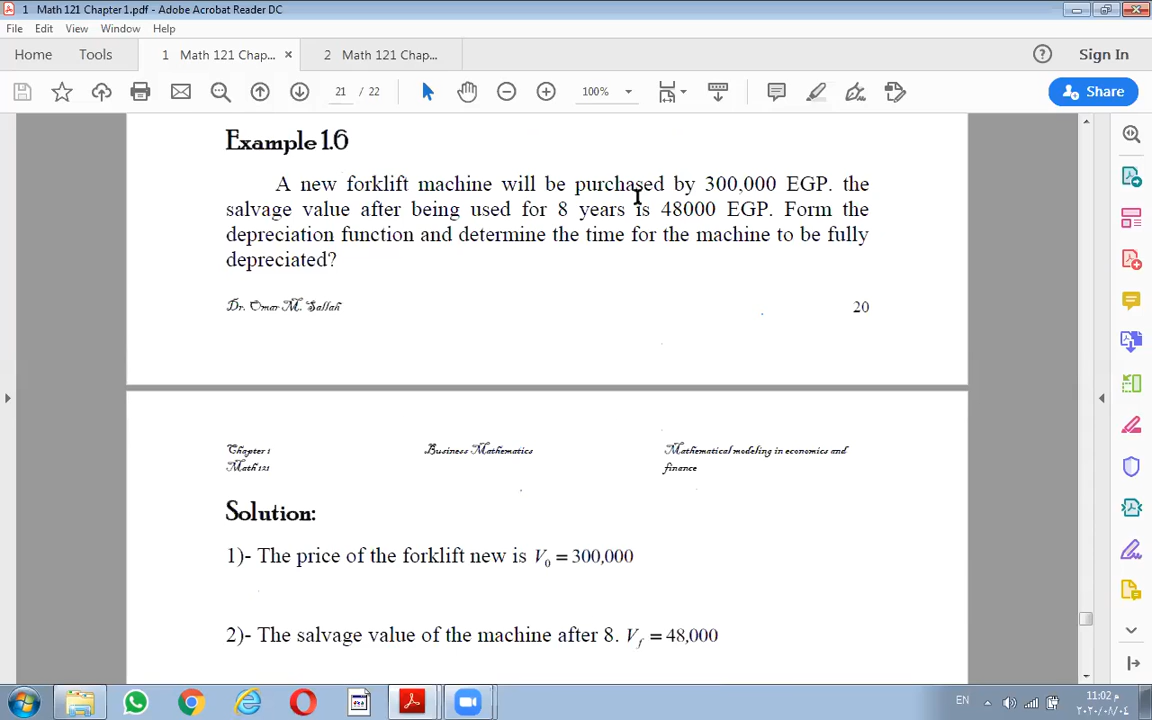 1 Math 121 Chapter 1.pdf - Adobe Acrobat Reader DC
File Edit View Window Help
Home Tools 1 Math 121 Chap... × 2 Math 121 Chap... Sign In
21 / 22 100% Share
Example 1.6
A new forklift machine will be purchased by 300,000 EGP. the
salvage value after being used for 8 years is 48000 EGP. Form the
depreciation function and determine the time for the machine to be fully
depreciated?
Dr. Omar M. Sallah 20
Chapter 1 Business Mathematics Mathematical modeling in economics and
Math 121 finance
Solution:
1)- The price of the forklift new is V₀ = 300,000
2)- The salvage value of the machine after 8. V_f = 48,000
EN 11:02 م
٢٠٢٠/٠٨/٠٤